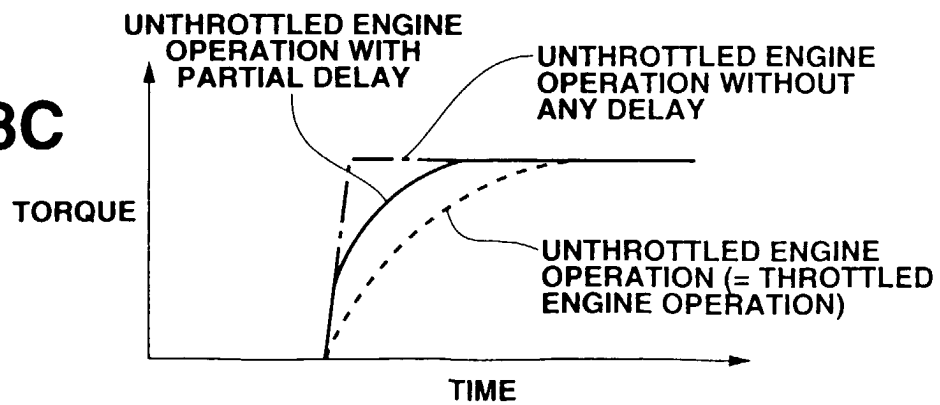 UNTHROTTLED ENGINE
OPERATION WITH
PARTIAL DELAY
UNTHROTTLED ENGINE
OPERATION WITHOUT
ANY DELAY
3C
TORQUE
UNTHROTTLED ENGINE
OPERATION (= THROTTLED
ENGINE OPERATION)
TIME